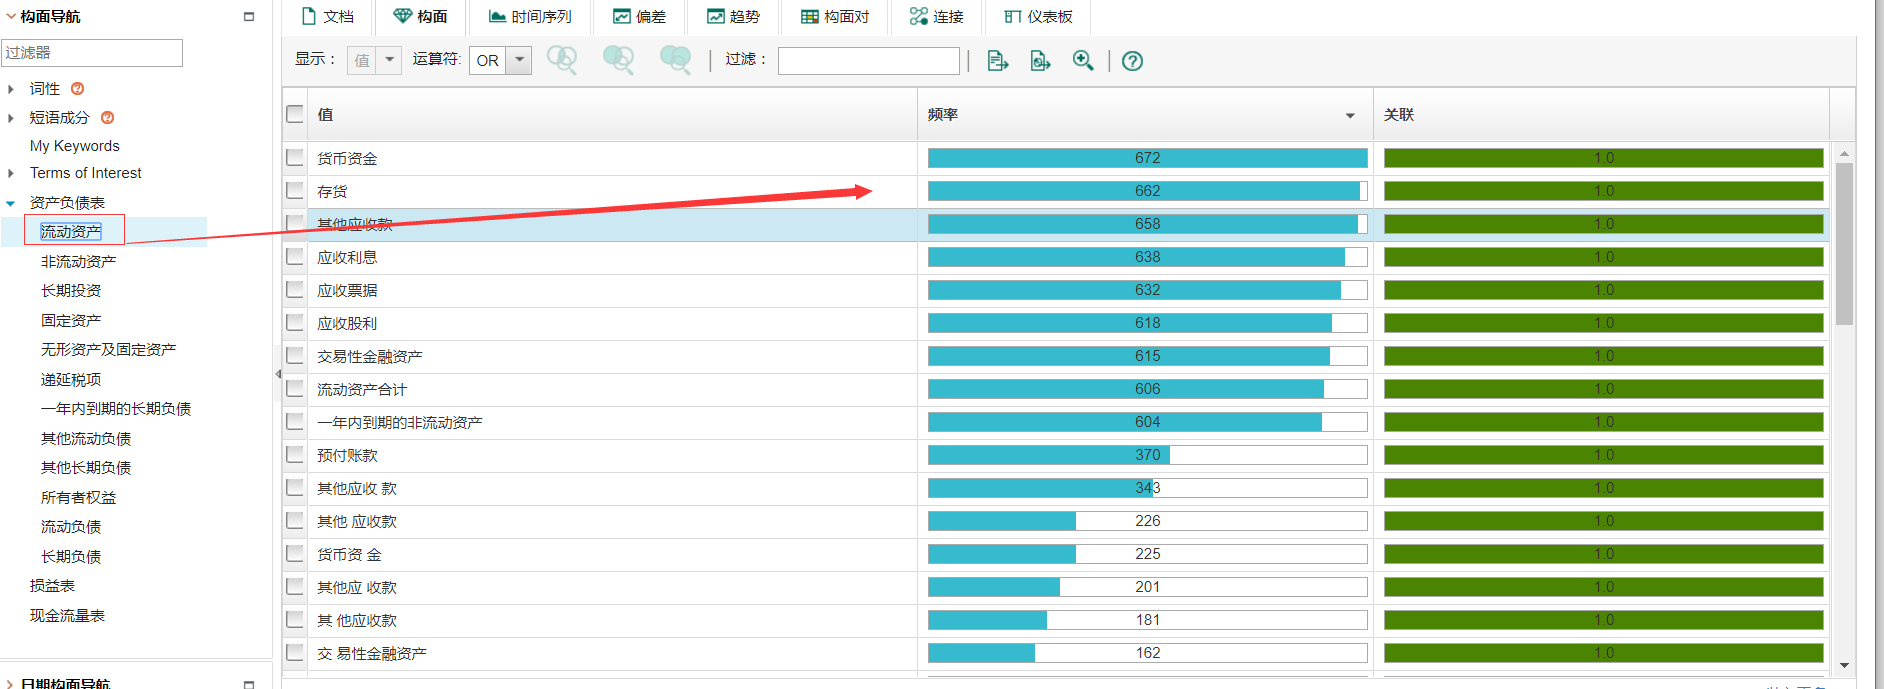 构面导航
过滤器
词性
短语成分
My Keywords
Terms of Interest
资产负债表
流动资产
非流动资产
长期投资
固定资产
无形资产及固定资产
递延税项
一年内到期的长期负债
其他流动负债
其他长期负债
所有者权益
流动负债
长期负债
损益表
现金流量表
日期构面导航
文档 构面 时间序列 偏差 趋势 构面对 连接 仪表板
显示： 值 运算符: OR 过滤：
值 频率 关联
货币资金 672 1.0
存货 662 1.0
其他应收款 658 1.0
应收利息 638 1.0
应收票据 632 1.0
应收股利 618 1.0
交易性金融资产 615 1.0
流动资产合计 606 1.0
一年内到期的非流动资产 604 1.0
预付账款 370 1.0
其他应收 款 343 1.0
其他 应收款 226 1.0
货币资 金 225 1.0
其他应 收款 201 1.0
其 他应收款 181 1.0
交 易性金融资产 162 1.0